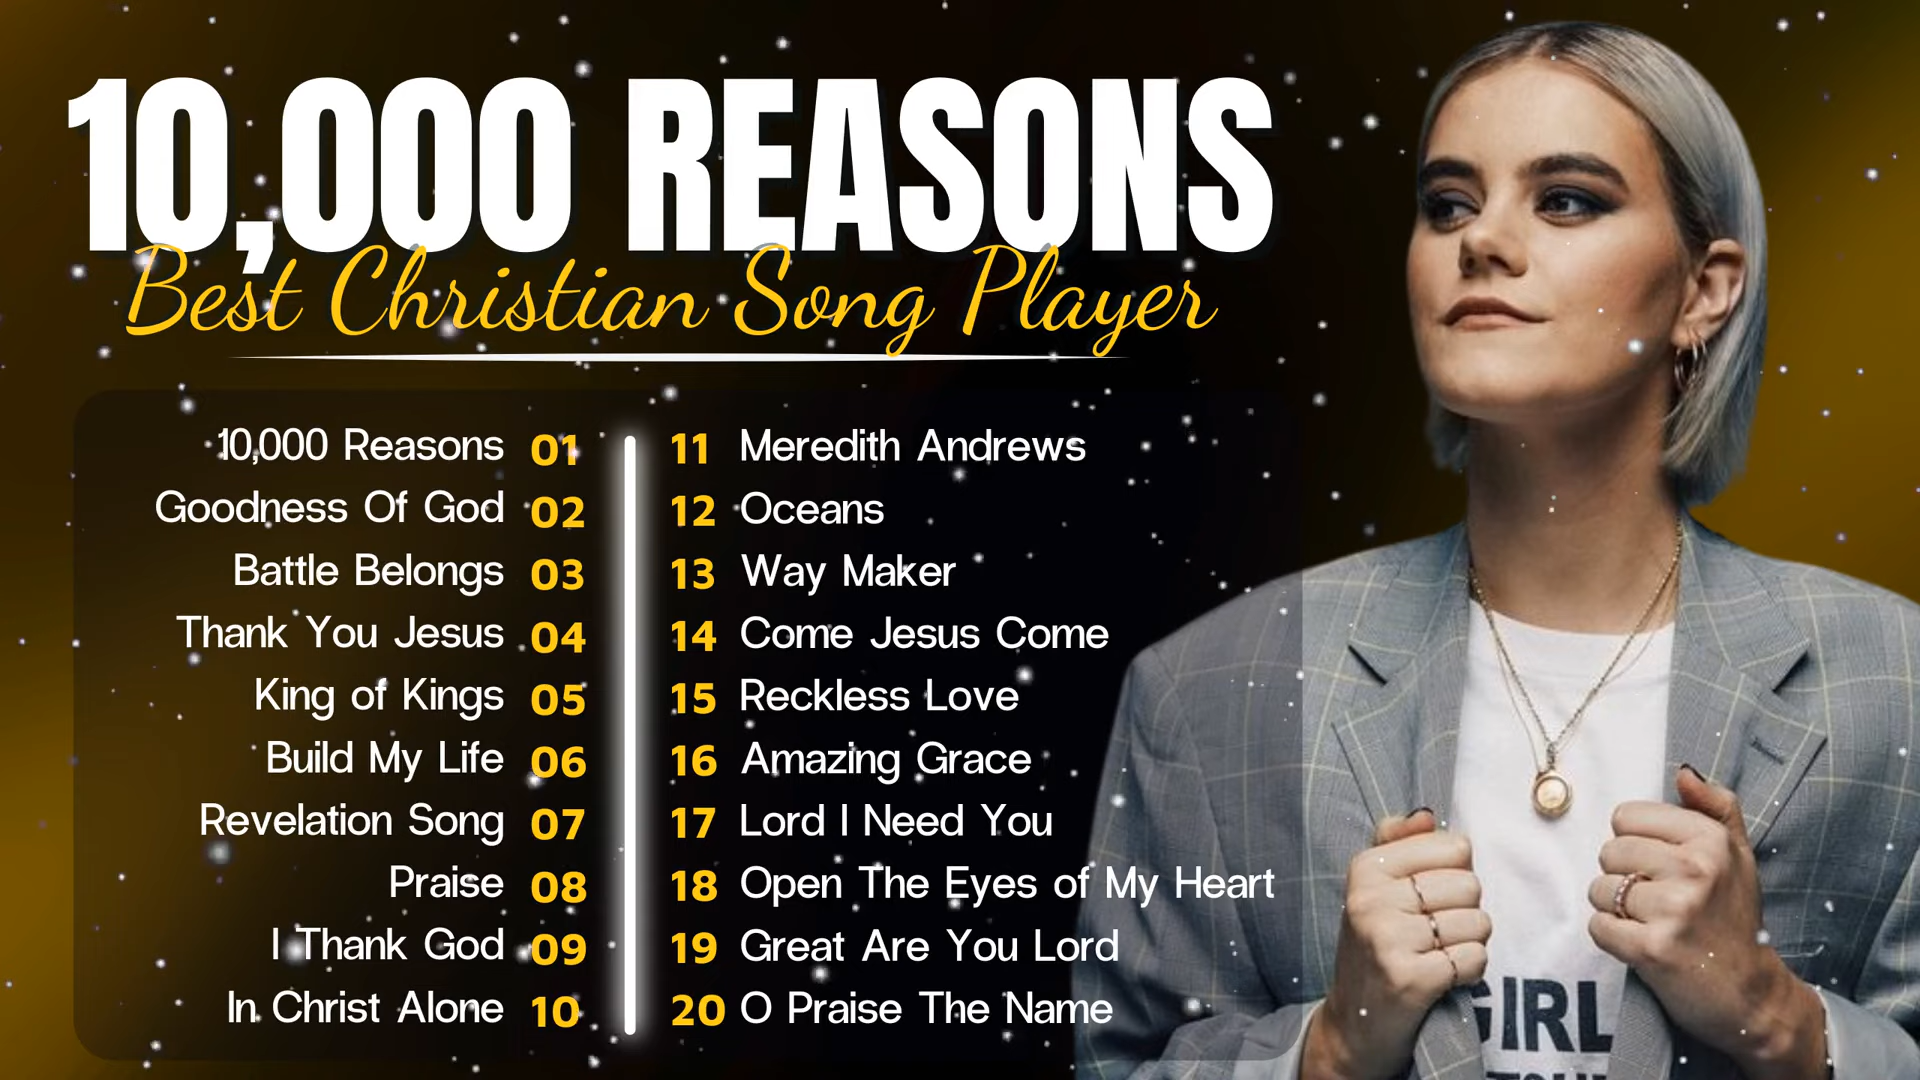 10,000 REASONS
Best Christian Song Player
10,000 Reasons 01
Goodness Of God 02
Battle Belongs 03
Thank You Jesus 04
King of Kings 05
Build My Life 06
Revelation Song 07
Praise 08
I Thank God 09
In Christ Alone 10
11 Meredith Andrews
12 Oceans
13 Way Maker
14 Come Jesus Come
15 Reckless Love
16 Amazing Grace
17 Lord I Need You
18 Open The Eyes of My Heart
19 Great Are You Lord
20 O Praise The Name
GIRL